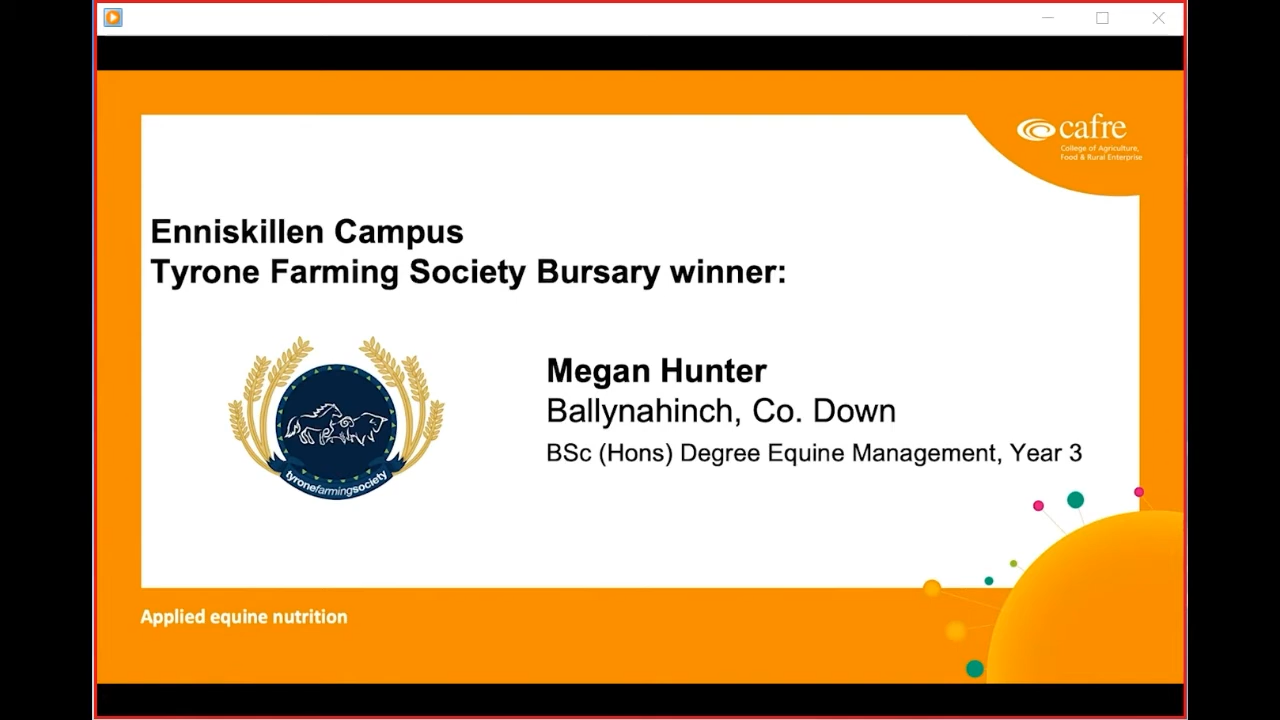 cafre
College of Agriculture,
Food & Rural Enterprise
Enniskillen Campus
Tyrone Farming Society Bursary winner:
Megan Hunter
Ballynahinch, Co. Down
BSc (Hons) Degree Equine Management, Year 3
tyronefarmingsociety
Applied equine nutrition